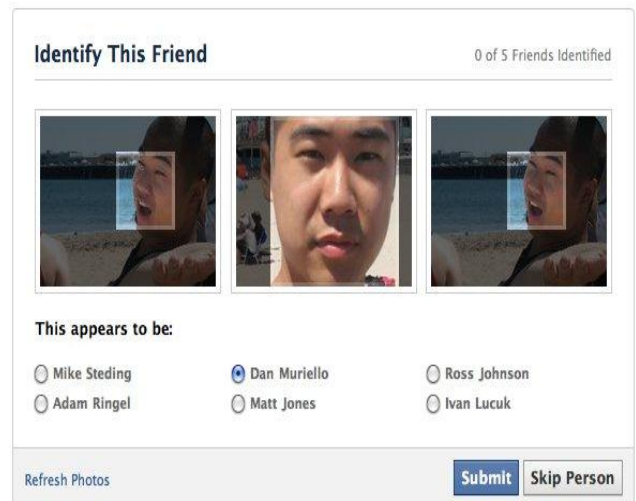 Identify This Friend
0 of 5 Friends Identified
This appears to be:
Mike Steding
Dan Muriello
Ross Johnson
Adam Ringel
Matt Jones
Ivan Lucuk
Refresh Photos
Submit
Skip Person